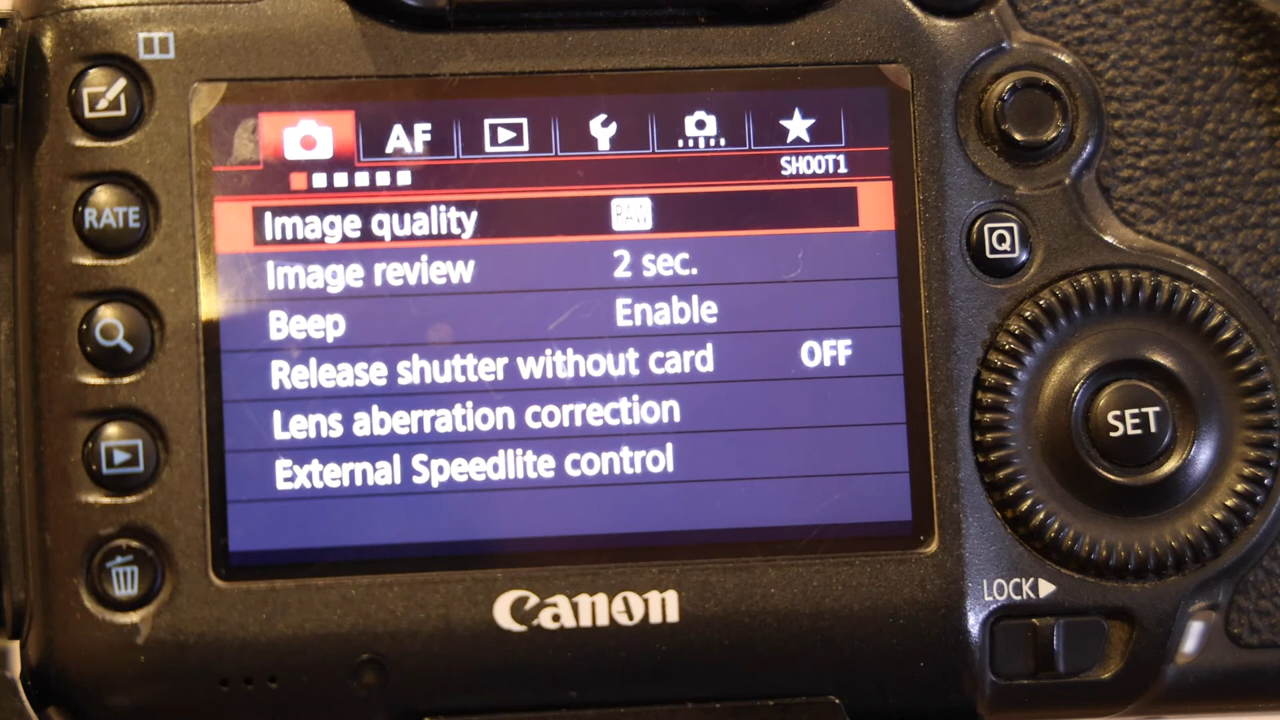 AF
SHOOT1
Image quality RAW
Image review 2 sec.
Beep Enable
Release shutter without card OFF
Lens aberration correction
External Speedlite control
RATE
Q
SET
LOCK
Canon